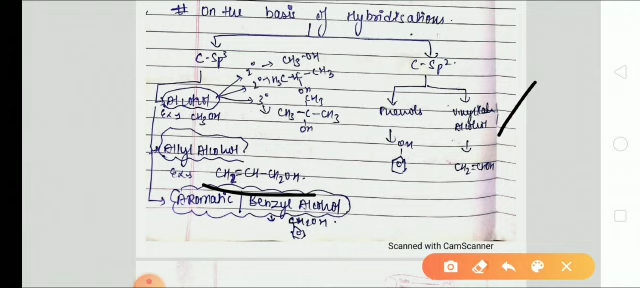 # On the basis of Hybridisations.
C-Sp³ C-Sp².
1° → CH₃-OH
2° → H₃C-CH-CH₃
OH
Alcohol
3°
CH₃
Ex → CH₃OH
CH₃-C-CH₃
OH
Phenols
Alcohol
OH
CH₂=CHOH
Allyl Alcohol
Ex → CH₂=CH-CH₂OH.
Aromatic / Benzyl Alcohol
CH₂OH.
Scanned with CamScanner